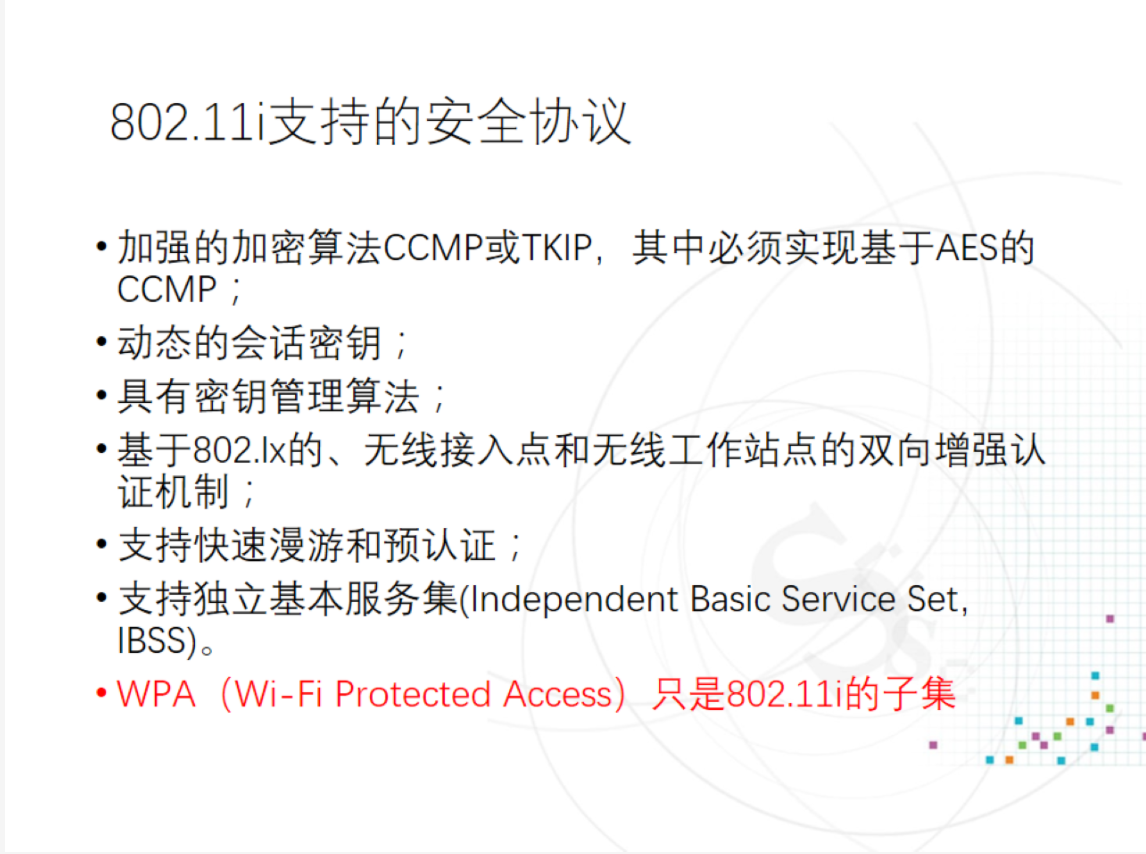 802.11i支持的安全协议
• 加强的加密算法CCMP或TKIP，其中必须实现基于AES的
CCMP；
• 动态的会话密钥；
• 具有密钥管理算法；
• 基于802.lx的、无线接入点和无线工作站点的双向增强认
证机制；
• 支持快速漫游和预认证；
• 支持独立基本服务集(Independent Basic Service Set,
IBSS)。
• WPA（Wi-Fi Protected Access）只是802.11i的子集